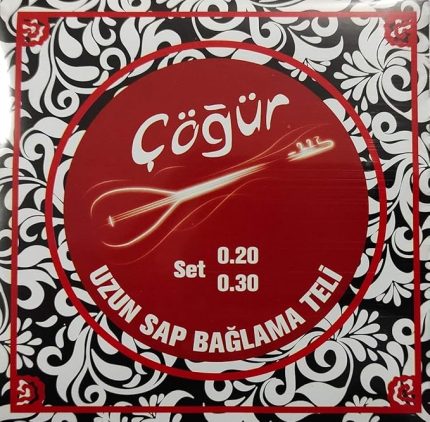 Çöğür
Set 0.20
0.30
UZUN SAP BAĞLAMA TELİ